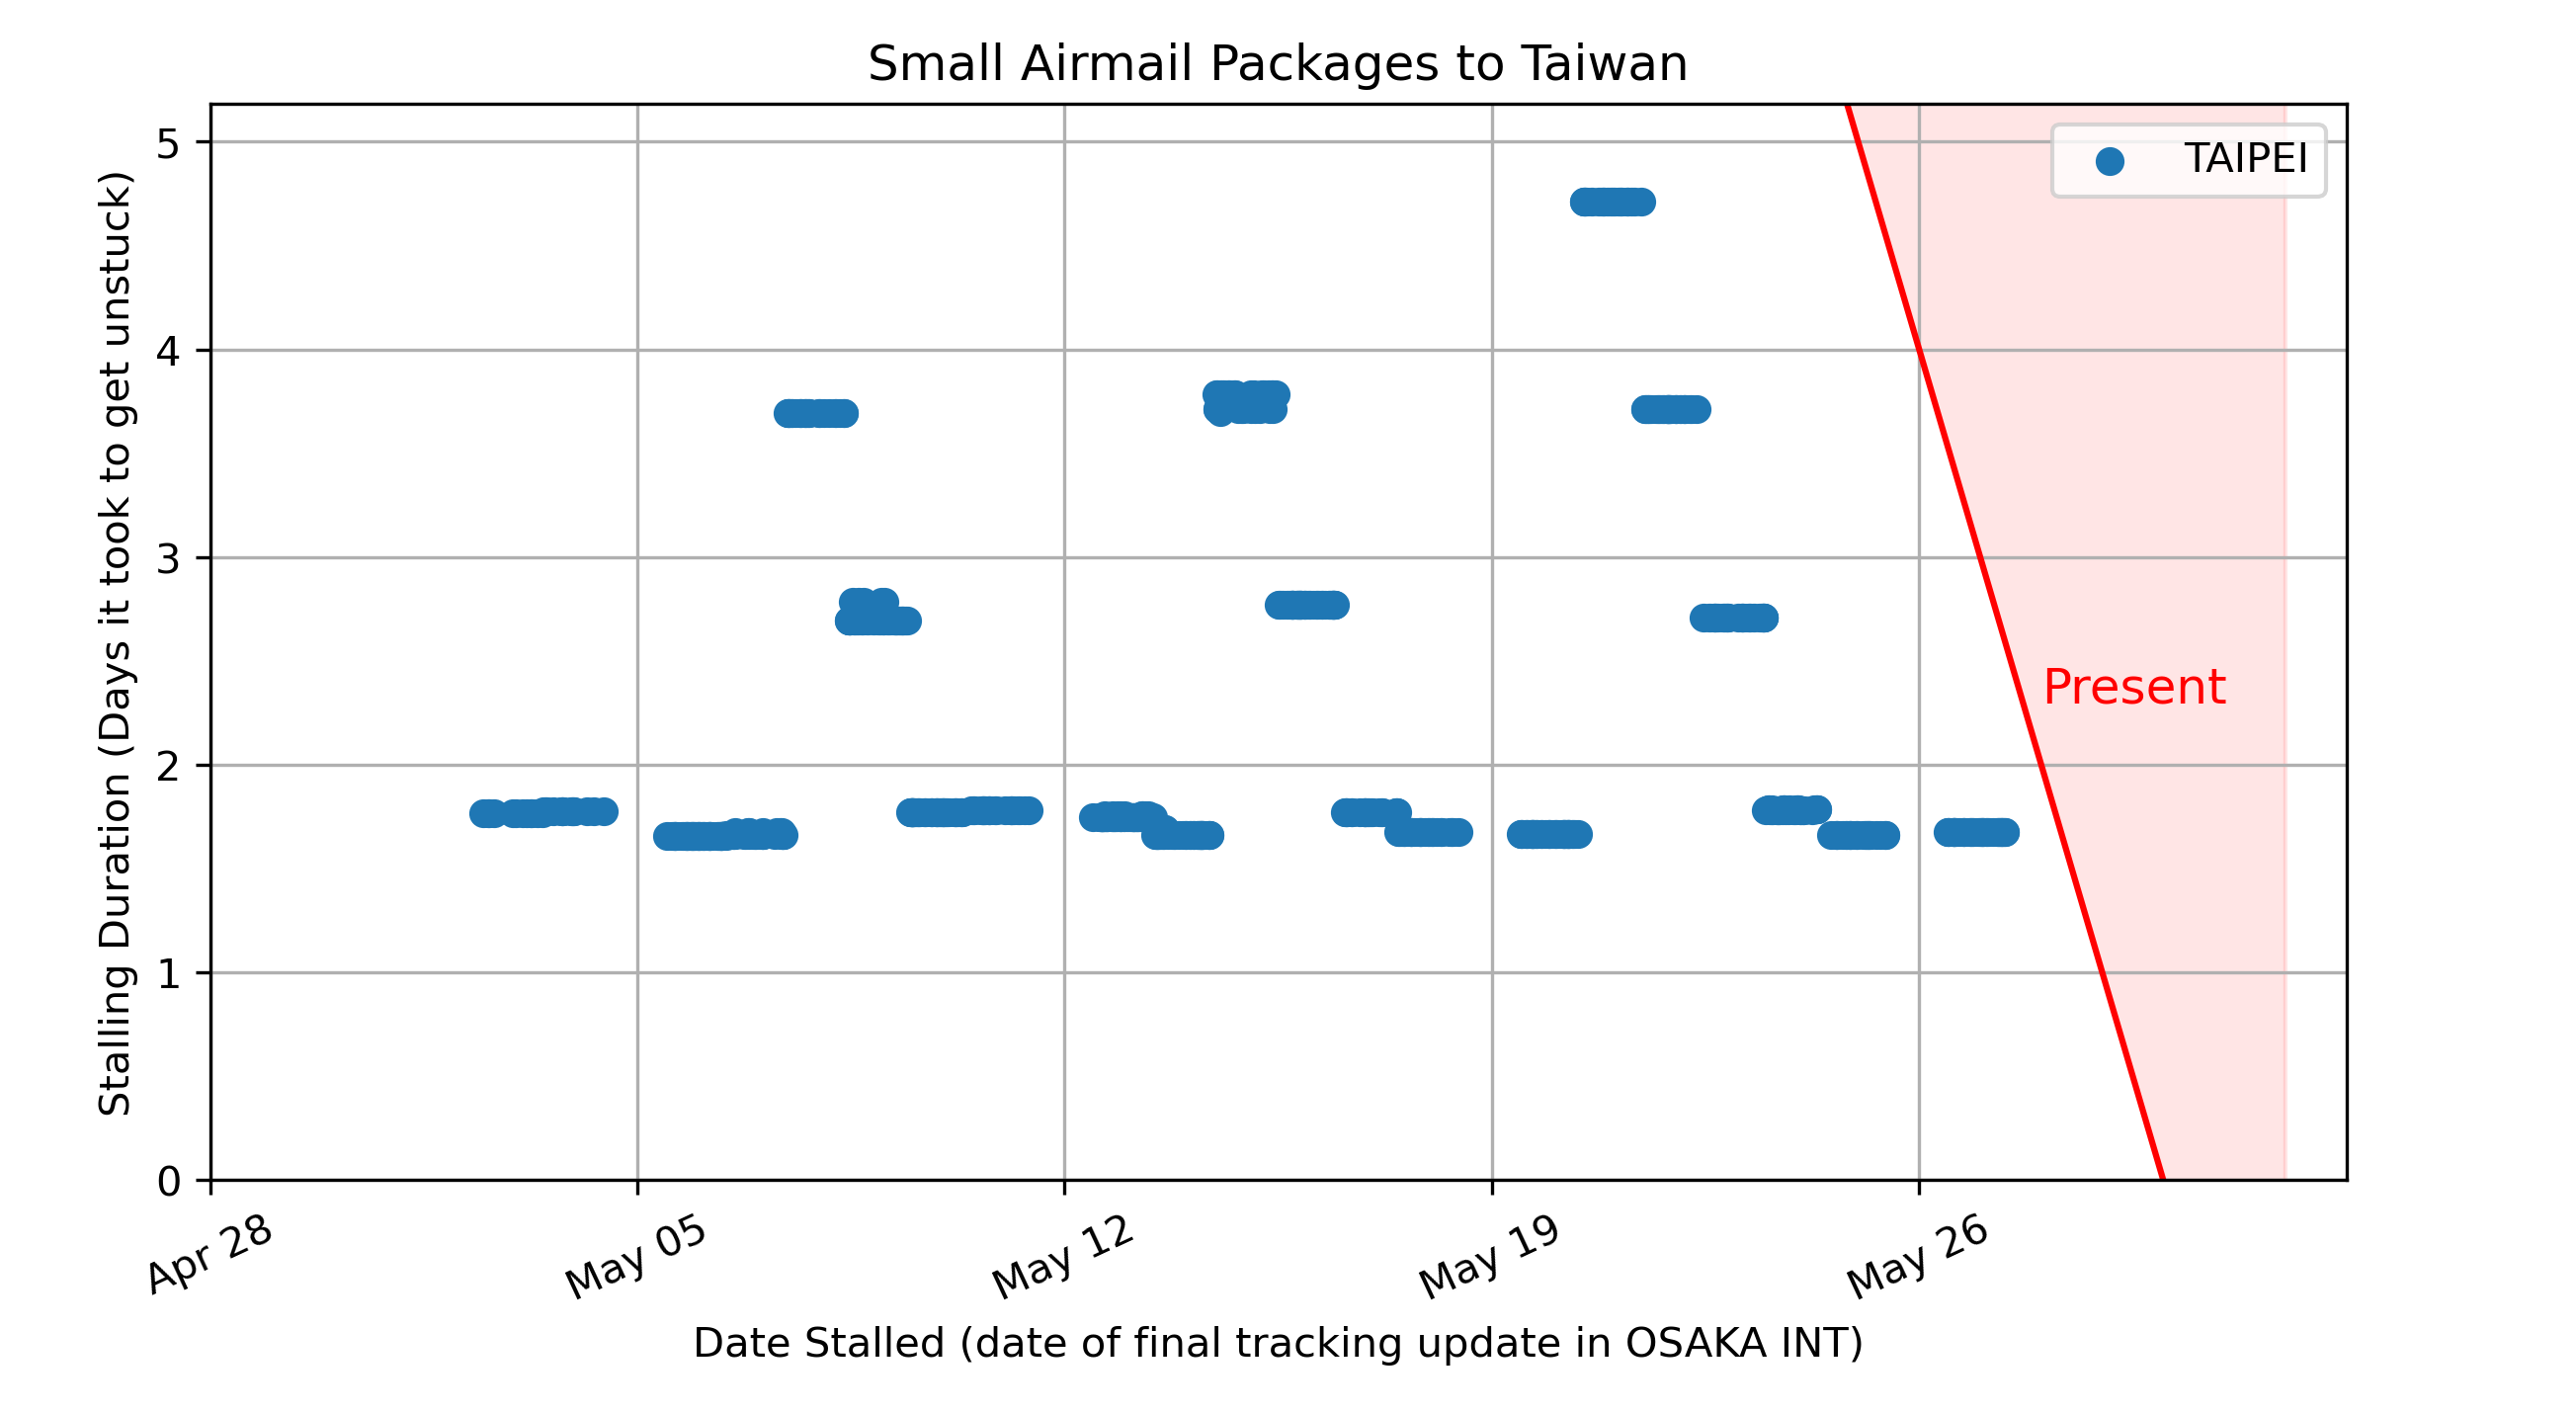 Small Airmail Packages to Taiwan
Stalling Duration (Days it took to get unstuck)
5
4
3
2
1
0
TAIPEI
Present
Apr 28
May 05
May 12
May 19
May 26
Date Stalled (date of final tracking update in OSAKA INT)